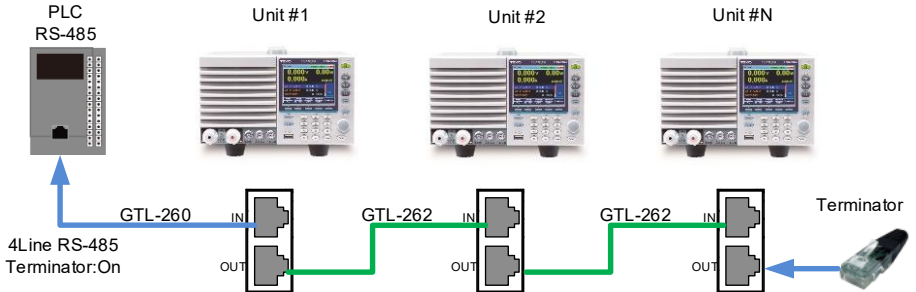 PLC
RS-485
Unit #1
Unit #2
Unit #N
GTL-260
IN
GTL-262
IN
GTL-262
IN
Terminator
4Line RS-485
Terminator:On
OUT
OUT
OUT